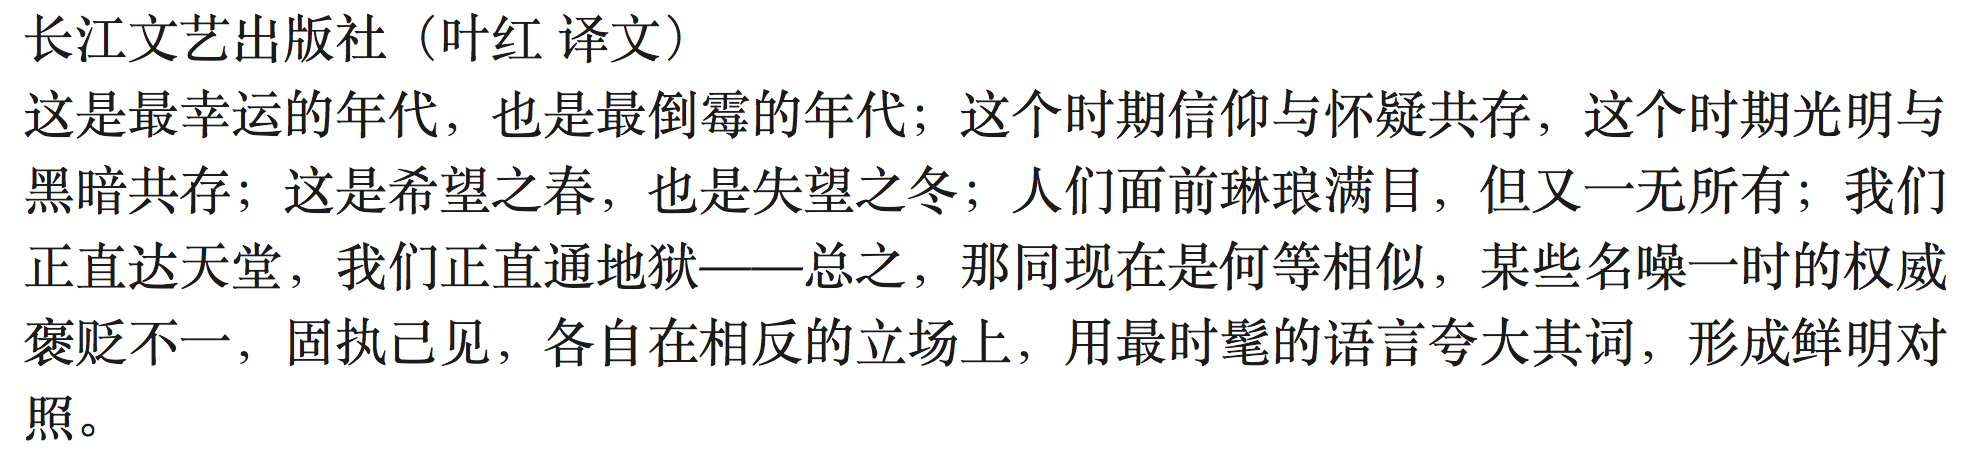 长江文艺出版社（叶红 译文）
这是最幸运的年代，也是最倒霉的年代；这个时期信仰与怀疑共存，这个时期光明与
黑暗共存；这是希望之春，也是失望之冬；人们面前琳琅满目，但又一无所有；我们
正直达天堂，我们正直通地狱——总之，那同现在是何等相似，某些名噪一时的权威
褒贬不一，固执己见，各自在相反的立场上，用最时髦的语言夸大其词，形成鲜明对
照。